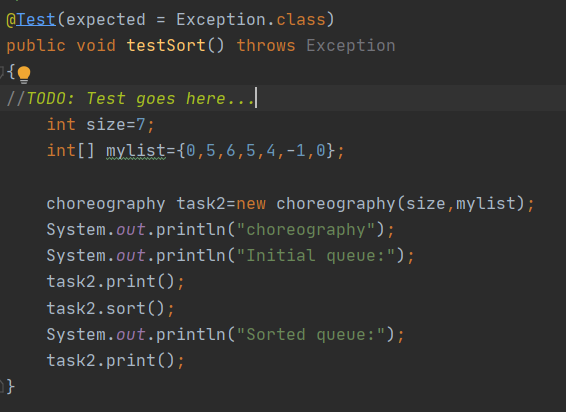 @Test(expected = Exception.class)
public void testSort() throws Exception
{
//TODO: Test goes here...
int size=7;
int[] mylist={0,5,6,5,4,-1,0};
choreography task2=new choreography(size,mylist);
System.out.println("choreography");
System.out.println("Initial queue:");
task2.print();
task2.sort();
System.out.println("Sorted queue:");
task2.print();
}